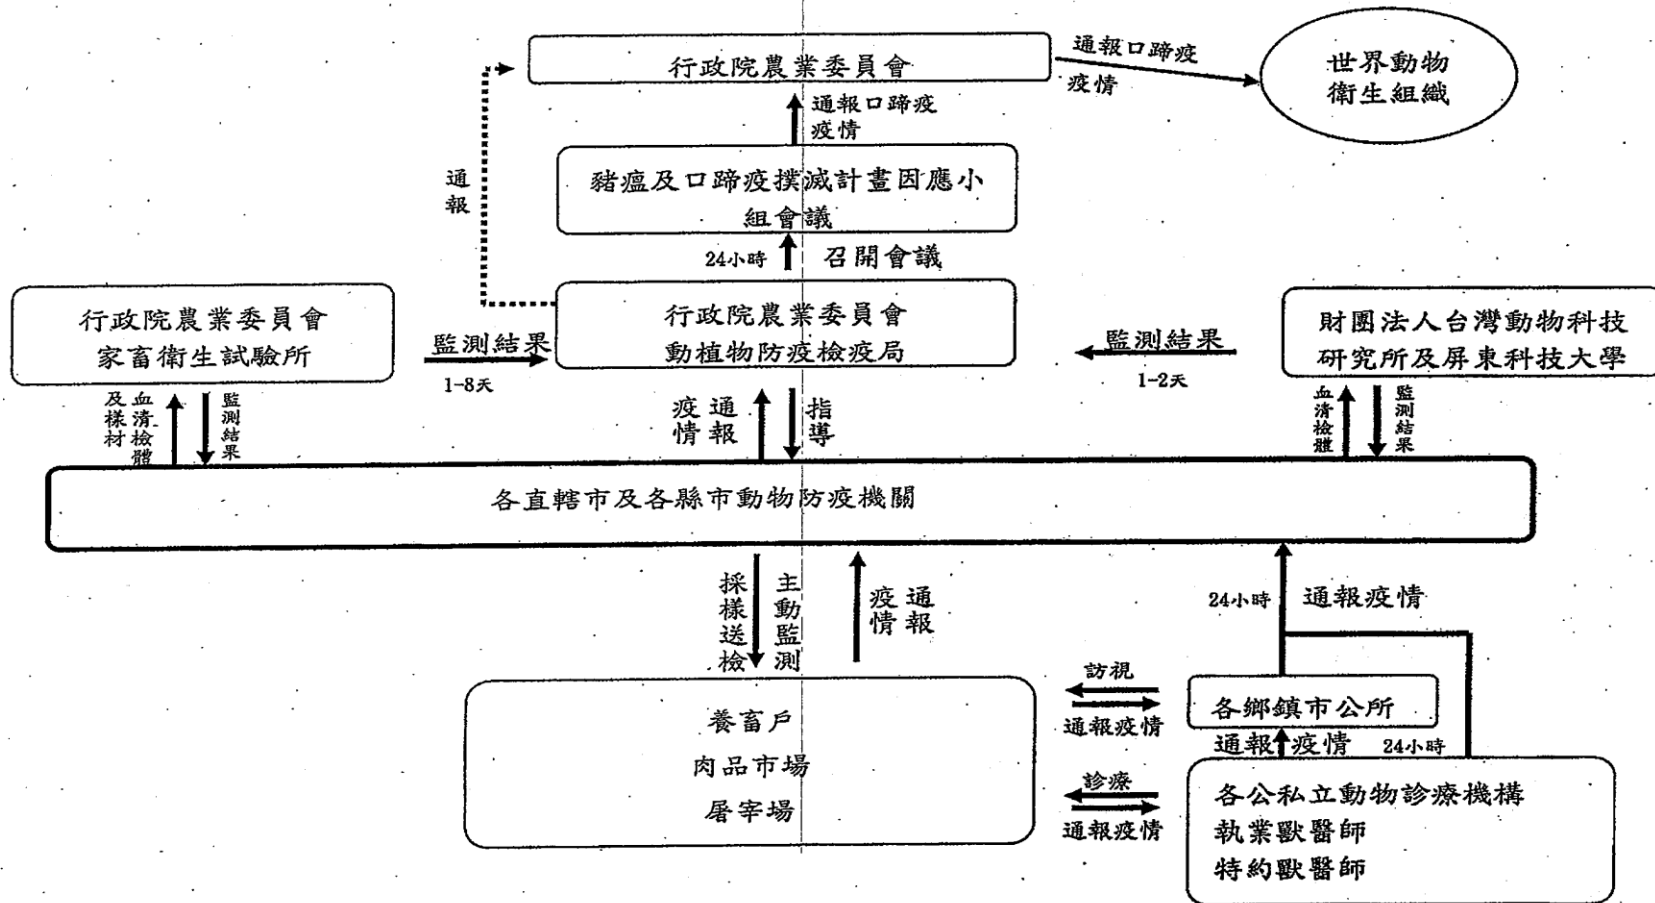 行政院農業委員會
通報口蹄疫
疫情
世界動物
衛生組織
通報口蹄疫
疫情
通報
豬瘟及口蹄疫撲滅計畫因應小
組會議
24小時
召開會議
行政院農業委員會
家畜衛生試驗所
監測結果
1-8天
行政院農業委員會
動植物防疫檢疫局
監測結果
1-2天
財團法人台灣動物科技
研究所及屏東科技大學
血清檢體
及樣材
監測結果
通報
疫情
指導
血清檢體
監測結果
各直轄市及各縣市動物防疫機關
主動監測
採樣送檢
通報
疫情
24小時
通報疫情
養畜戶
肉品市場
屠宰場
訪視
通報疫情
各鄉鎮市公所
通報疫情
24小時
診療
通報疫情
各公私立動物診療機構
執業獸醫師
特約獸醫師